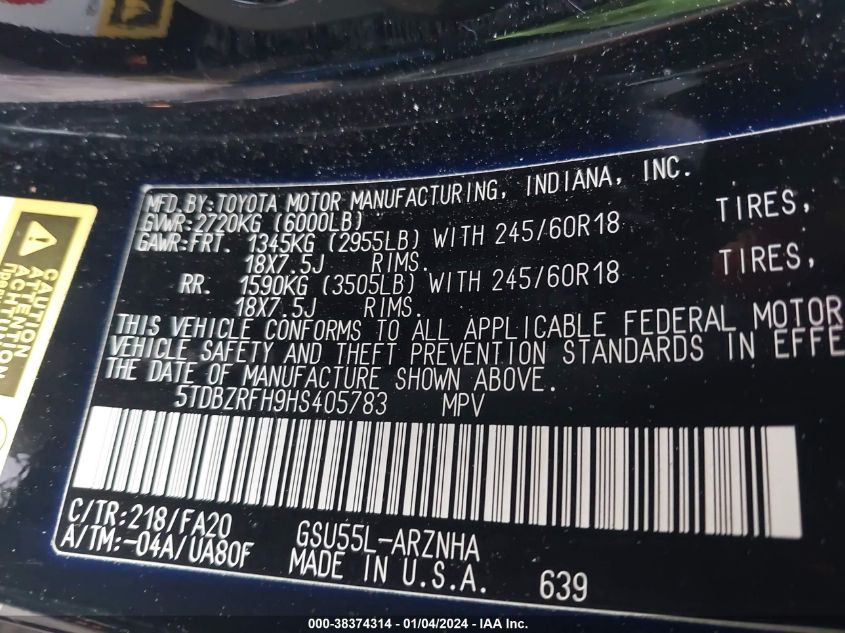 MFD. BY: TOYOTA MOTOR MANUFACTURING, INDIANA, INC.
GVWR: 2720KG (6000LB)
GAWR: FRT. 1345KG (2955LB) WITH 245/60R18 TIRES,
18X7.5J RIMS.
RR. 1590KG (3505LB) WITH 245/60R18 TIRES,
18X7.5J RIMS.
THIS VEHICLE CONFORMS TO ALL APPLICABLE FEDERAL MOTOR
VEHICLE SAFETY AND THEFT PREVENTION STANDARDS IN EFFE
THE DATE OF MANUFACTURE SHOWN ABOVE.
5TDBZRFH9HS405783 MPV
C/TR: 218/FA20 GSU55L-ARZNHA
A/TM: -04A/UA80F MADE IN U.S.A. 639
CAUTION
ATTENTION
ACHTUNG
000-38374314 - 01/04/2024 - IAA Inc.